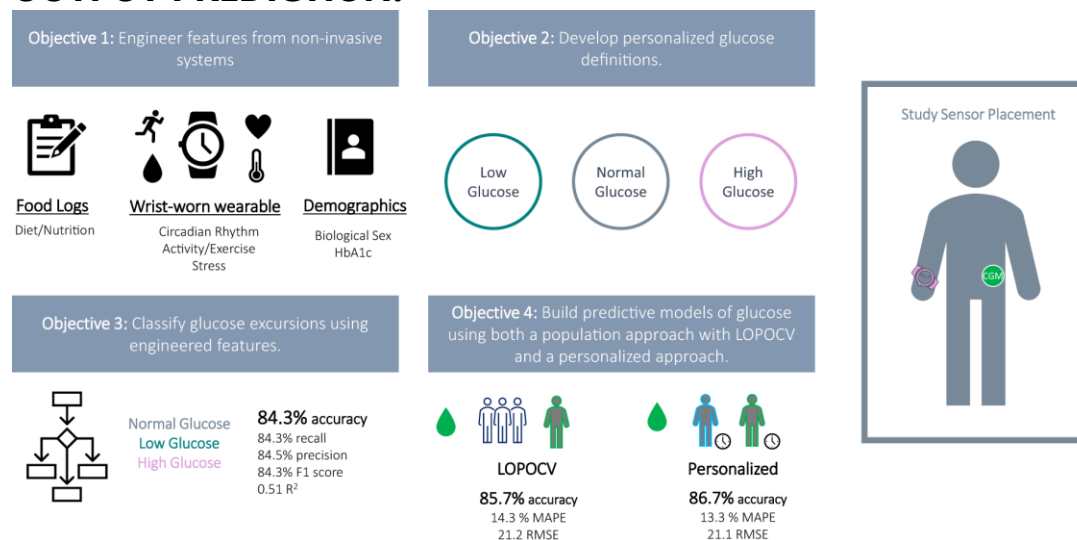 OUTPUT PREDICTION:
Objective 1: Engineer features from non-invasive
systems
Food Logs
Diet/Nutrition
Wrist-worn wearable
Circadian Rhythm
Activity/Exercise
Stress
Demographics
Biological Sex
HbA1c
Objective 2: Develop personalized glucose
definitions.
Low
Glucose
Normal
Glucose
High
Glucose
Objective 3: Classify glucose excursions using
engineered features.
Normal Glucose
Low Glucose
High Glucose
84.3% accuracy
84.3% recall
84.5% precision
84.3% F1 score
0.51 R²
Objective 4: Build predictive models of glucose
using both a population approach with LOPOCV
and a personalized approach.
LOPOCV
85.7% accuracy
14.3 % MAPE
21.2 RMSE
Personalized
86.7% accuracy
13.3 % MAPE
21.1 RMSE
Study Sensor Placement
CGM